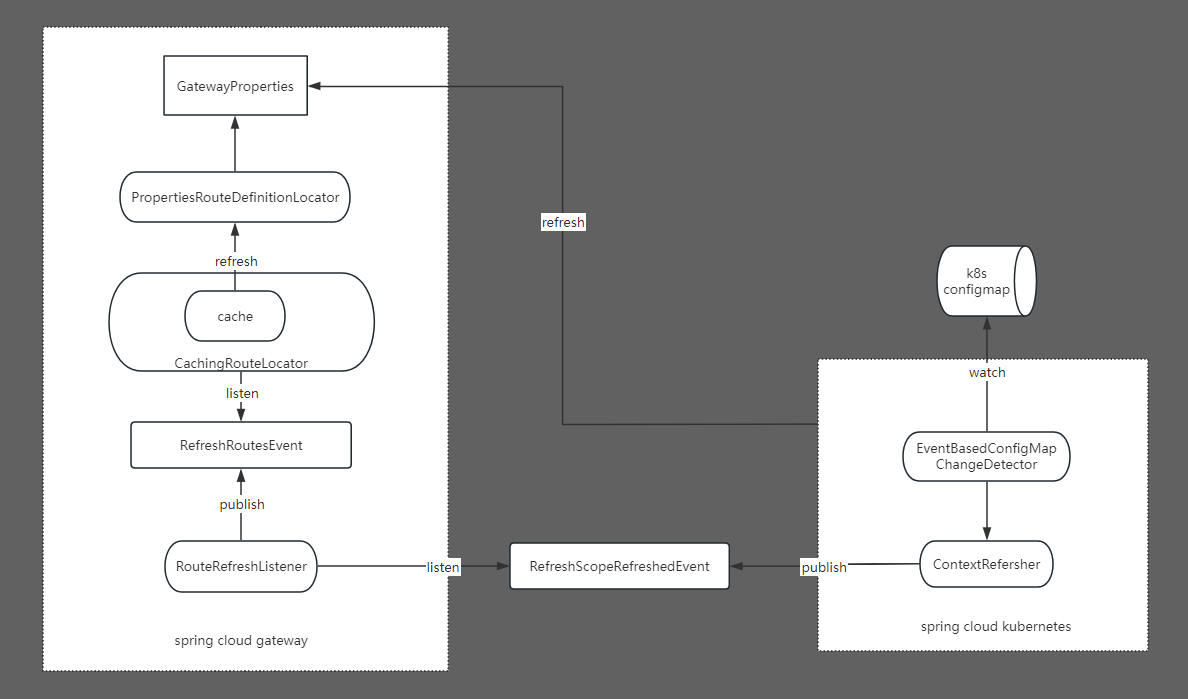 GatewayProperties
PropertiesRouteDefinitionLocator
refresh
cache
CachingRouteLocator
listen
RefreshRoutesEvent
publish
RouteRefreshListener
spring cloud gateway
refresh
listen
RefreshScopeRefreshedEvent
publish
k8s
configmap
watch
EventBasedConfigMap
ChangeDetector
ContextRefersher
spring cloud kubernetes